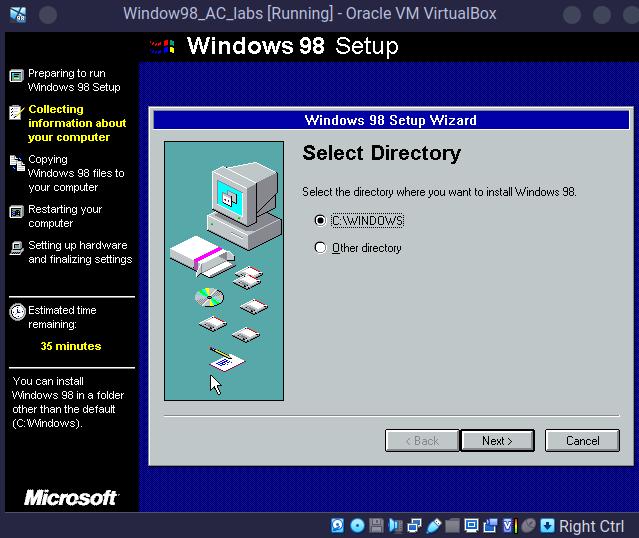 Window98_AC_labs [Running] - Oracle VM VirtualBox
Windows 98 Setup
Preparing to run
Windows 98 Setup
Collecting
information about
your computer
Copying
Windows 98 files to
your computer
Restarting your
computer
Setting up hardware
and finalizing settings
Estimated time
remaining:
35 minutes
You can install
Windows 98 in a folder
other than the default
(C:Windows).
Microsoft
Windows 98 Setup Wizard
Select Directory
Select the directory where you want to install Windows 98.
C:\WINDOWS
Other directory
< Back
Next >
Cancel
Right Ctrl